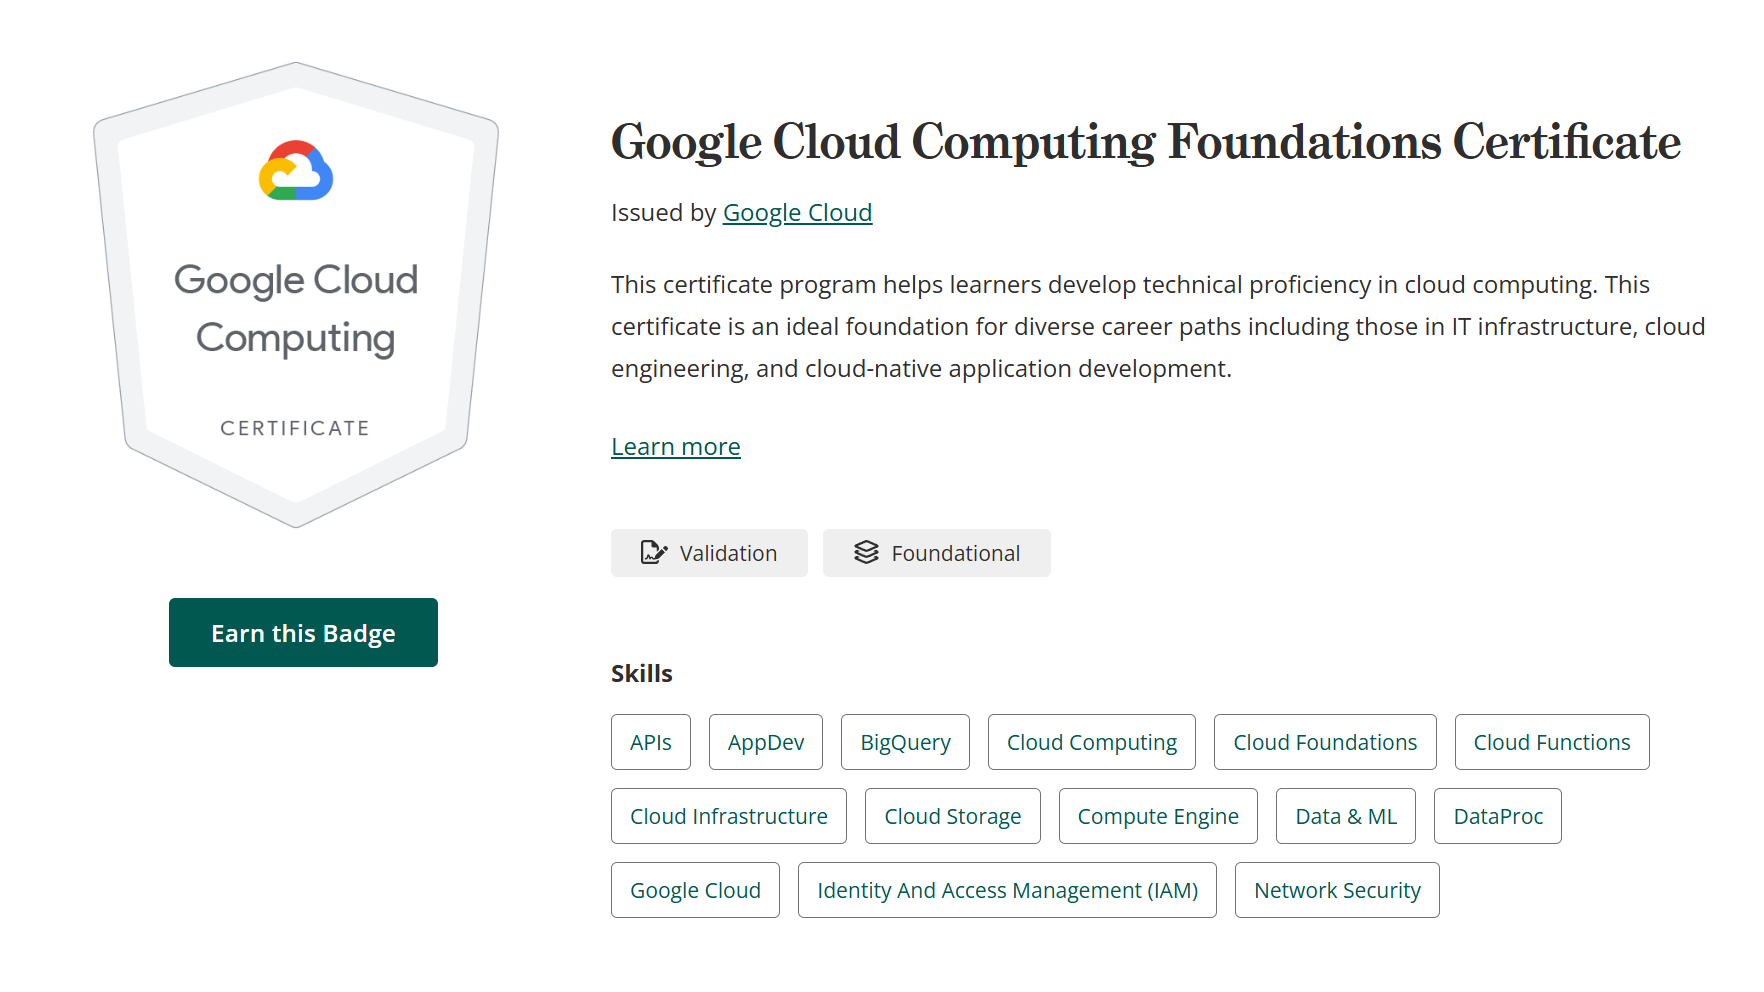 Google Cloud
Computing
CERTIFICATE
Earn this Badge
Google Cloud Computing Foundations Certificate
Issued by Google Cloud
This certificate program helps learners develop technical proficiency in cloud computing. This
certificate is an ideal foundation for diverse career paths including those in IT infrastructure, cloud
engineering, and cloud-native application development.
Learn more
Validation Foundational
Skills
APIs AppDev BigQuery Cloud Computing Cloud Foundations Cloud Functions
Cloud Infrastructure Cloud Storage Compute Engine Data & ML DataProc
Google Cloud Identity And Access Management (IAM) Network Security